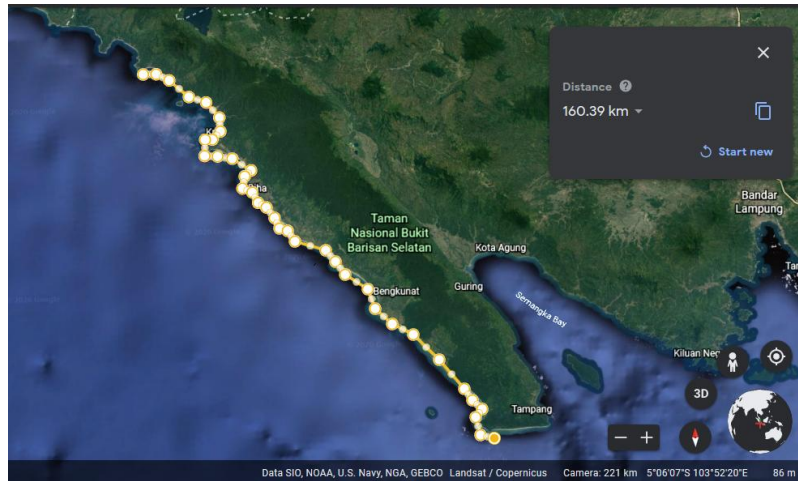 Distance
160.39 km
Start new
Bandar
Lampung
Taman
Nasional Bukit
Barisan Selatan
Kota Agung
Guring
Bengkunat
Semangka Bay
Tampang
3D
Data SIO, NOAA, U.S. Navy, NGA, GEBCO Landsat / Copernicus Camera: 221 km 5°06'07"S 103°52'20"E 86 m